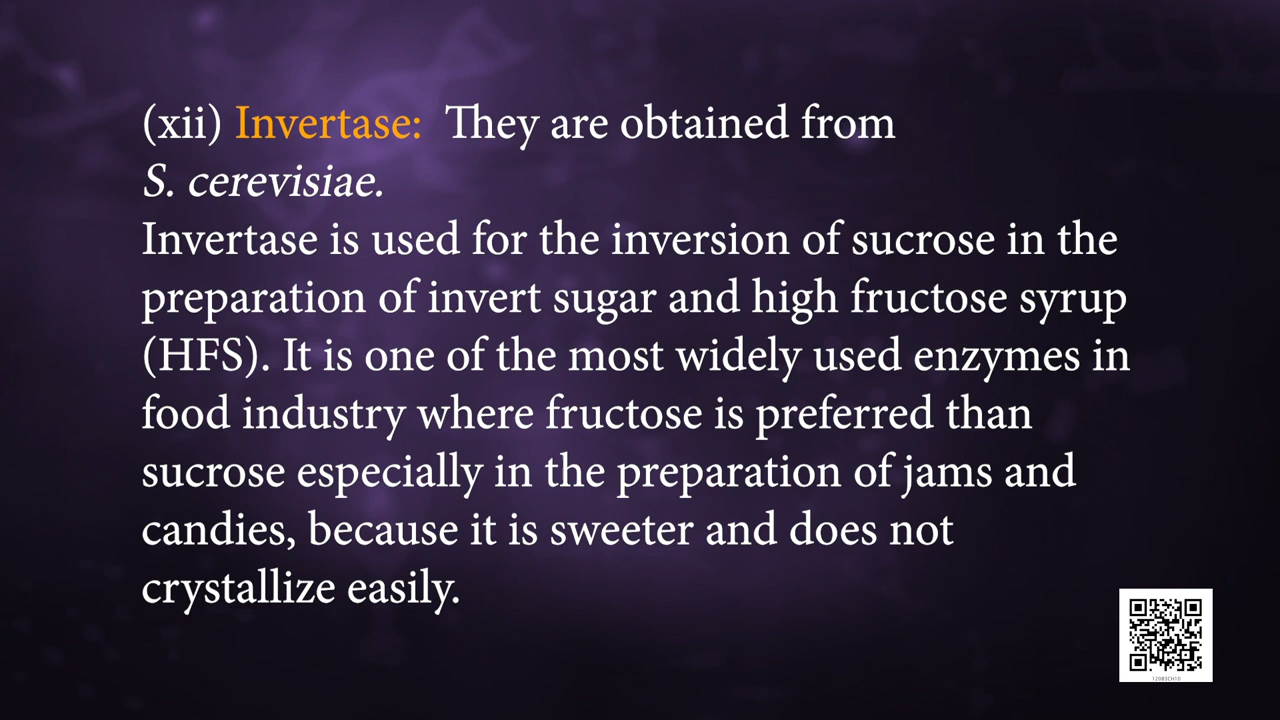 (xii) Invertase: They are obtained from
S. cerevisiae.
Invertase is used for the inversion of sucrose in the
preparation of invert sugar and high fructose syrup
(HFS). It is one of the most widely used enzymes in
food industry where fructose is preferred than
sucrose especially in the preparation of jams and
candies, because it is sweeter and does not
crystallize easily.